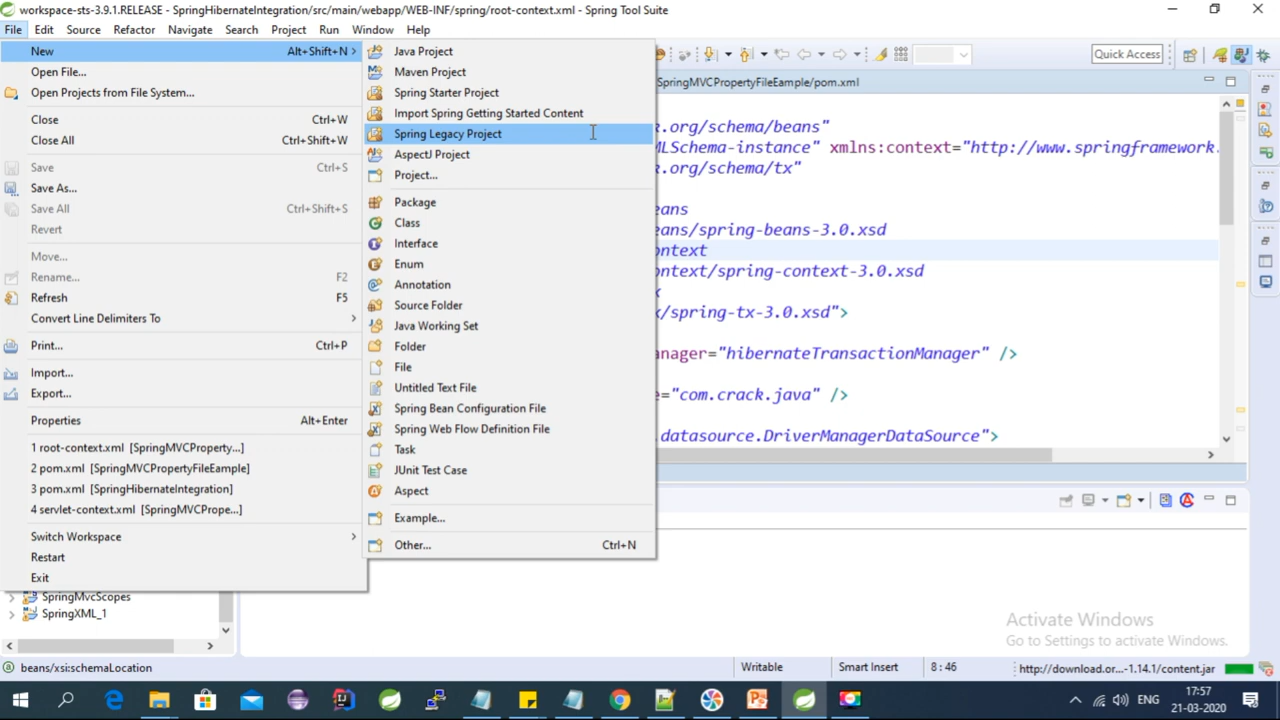 workspace-sts-3.9.1.RELEASE - SpringHibernateIntegration/src/main/webapp/WEB-INF/spring/root-context.xml - Spring Tool Suite
File Edit Source Refactor Navigate Search Project Run Window Help
New Alt+Shift+N
Open File...
Open Projects from File System...
Close Ctrl+W
Close All Ctrl+Shift+W
Save Ctrl+S
Save As...
Save All Ctrl+Shift+S
Revert
Move...
Rename... F2
Refresh F5
Convert Line Delimiters To
Print... Ctrl+P
Import...
Export...
Properties Alt+Enter
1 root-context.xml [SpringMVCProperty...]
2 pom.xml [SpringMVCPropertyFileEample]
3 pom.xml [SpringHibernateIntegration]
4 servlet-context.xml [SpringMVCPrope...]
Switch Workspace
Restart
Exit
Java Project
Maven Project
Spring Starter Project
Import Spring Getting Started Content
Spring Legacy Project
AspectJ Project
Project...
Package
Class
Interface
Enum
Annotation
Source Folder
Java Working Set
Folder
File
Untitled Text File
Spring Bean Configuration File
Spring Web Flow Definition File
Task
JUnit Test Case
Aspect
Example...
Other... Ctrl+N
Quick Access
SpringMVCPropertyFileEample/pom.xml
.org/schema/beans"
MLSchema-instance" xmlns:context="http://www.springframework.
.org/schema/tx"
eans
eans/spring-beans-3.0.xsd
ontext
ontext/spring-context-3.0.xsd
/spring-tx-3.0.xsd">
anager="hibernateTransactionManager" />
="com.crack.java" />
.datasource.DriverManagerDataSource">
SpringMvcScopes
SpringXML_1
Activate Windows
Go to Settings to activate Windows.
beans/xsi:schemaLocation Writable Smart Insert 8 : 46 http://download.or...-1.14.1/content.jar
ENG
17:57
21-03-2020